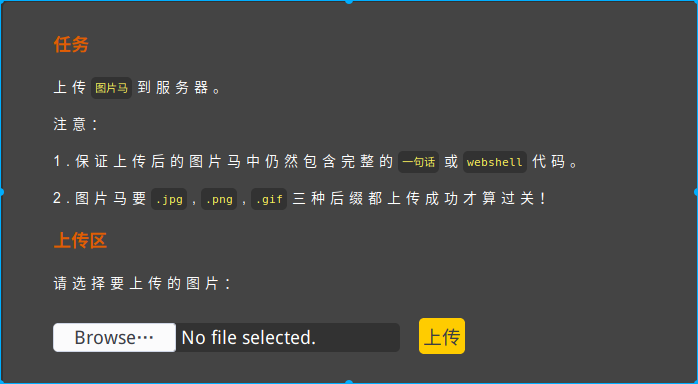 任务
上传 图片马 到服务器。
注意：
1.保证上传后的图片马中仍然包含完整的 一句话 或 webshell 代码。
2.图片马要 .jpg , .png , .gif 三种后缀都上传成功才算过关！
上传区
请选择要上传的图片：
Browse… No file selected. 上传